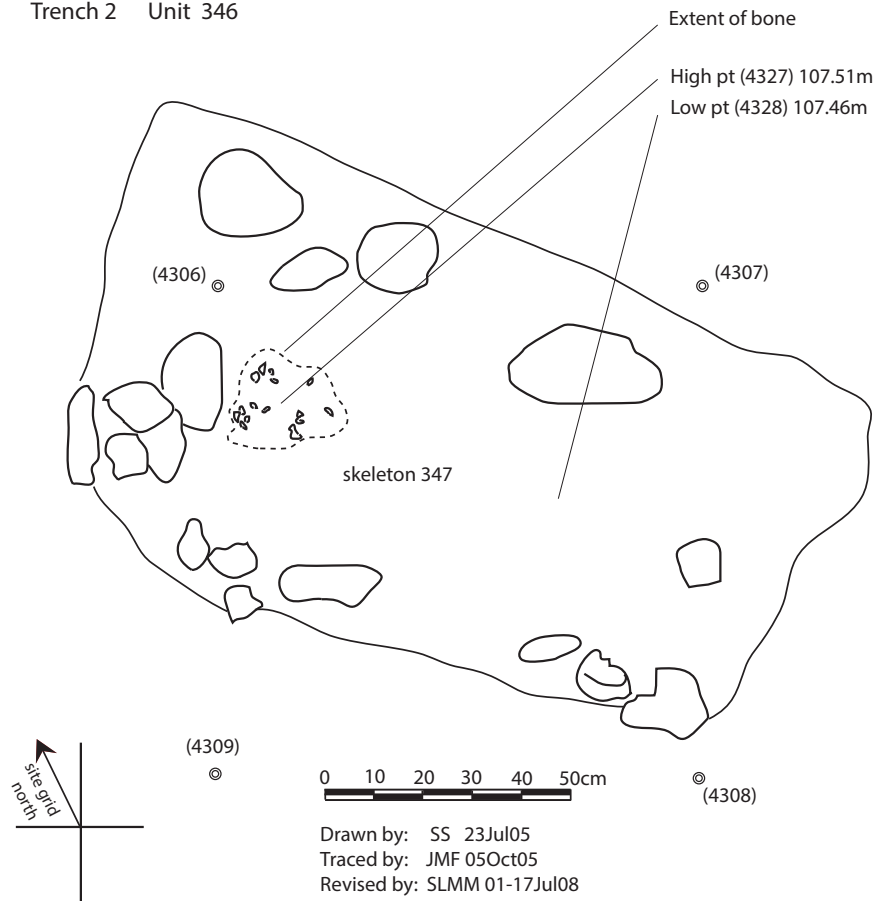 Trench 2 Unit 346
Extent of bone
High pt (4327) 107.51m
Low pt (4328) 107.46m
(4306)
(4307)
skeleton 347
(4309)
(4308)
site grid
north
0 10 20 30 40 50cm
Drawn by: SS 23Jul05
Traced by: JMF 05Oct05
Revised by: SLMM 01-17Jul08